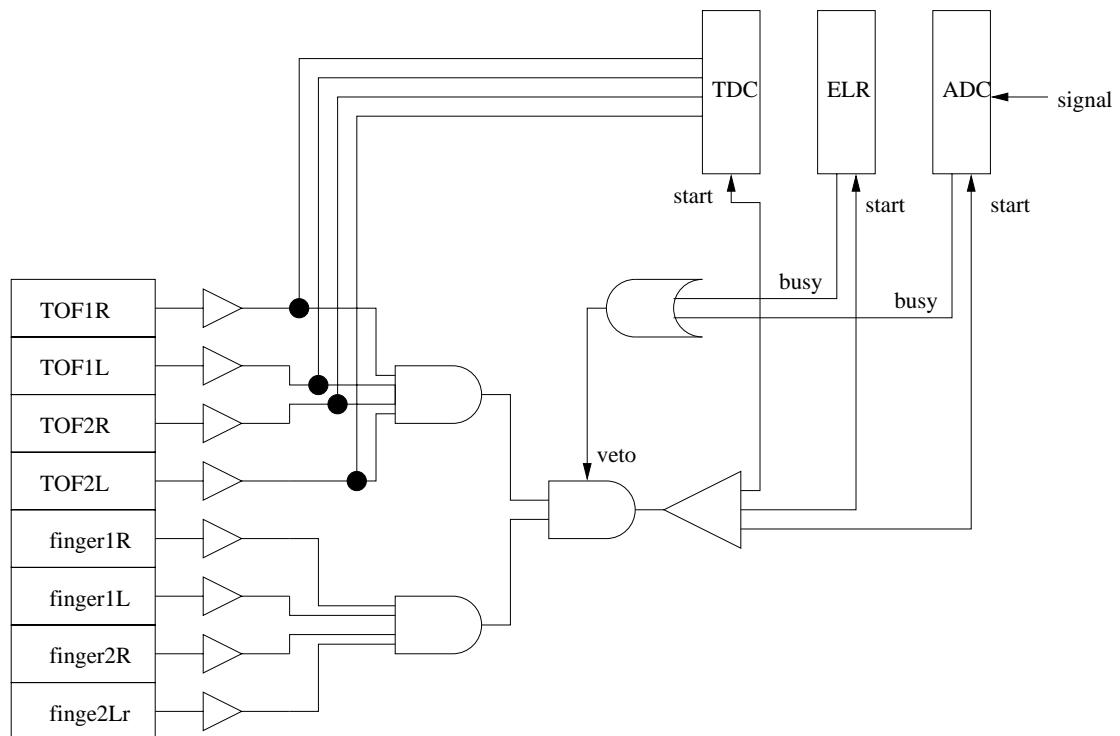 TDC
ELR
ADC
signal
start
start
start
busy
busy
TOF1R
TOF1L
TOF2R
veto
TOF2L
finger1R
finger1L
finger2R
finge2Lr